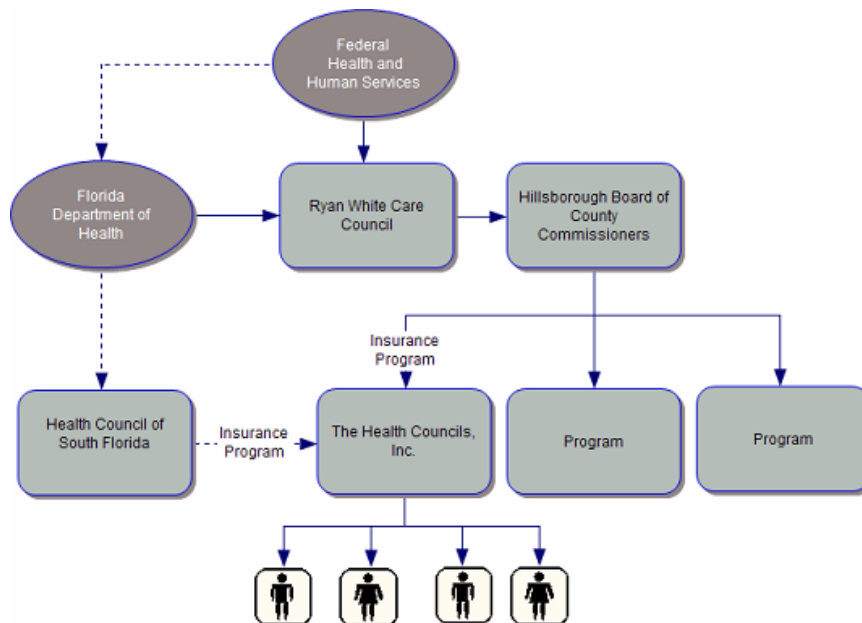 Federal
Health and
Human Services
Florida
Department of
Health
Ryan White Care
Council
Hillsborough Board of
County
Commissioners
Insurance
Program
Health Council of
South Florida
Insurance
Program
The Health Councils,
Inc.
Program
Program